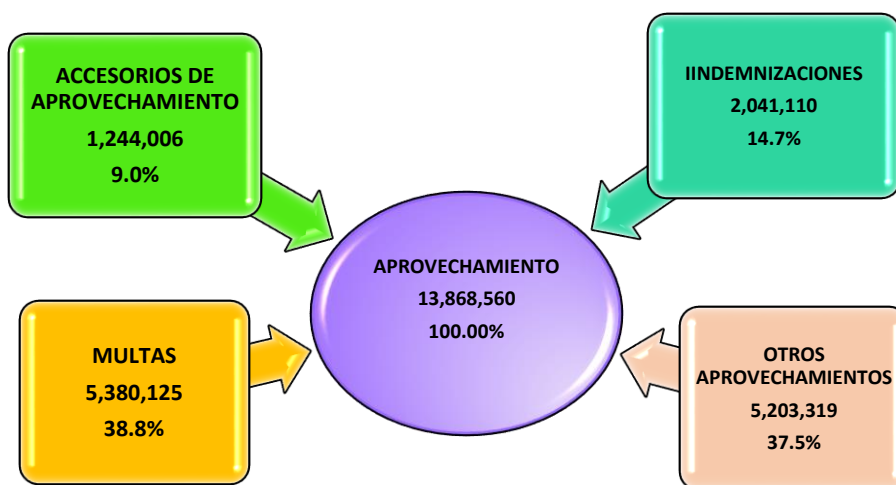 ACCESORIOS DE
APROVECHAMIENTO
1,244,006
9.0%
IINDEMNIZACIONES
2,041,110
14.7%
APROVECHAMIENTO
13,868,560
100.00%
MULTAS
5,380,125
38.8%
OTROS
APROVECHAMIENTOS
5,203,319
37.5%